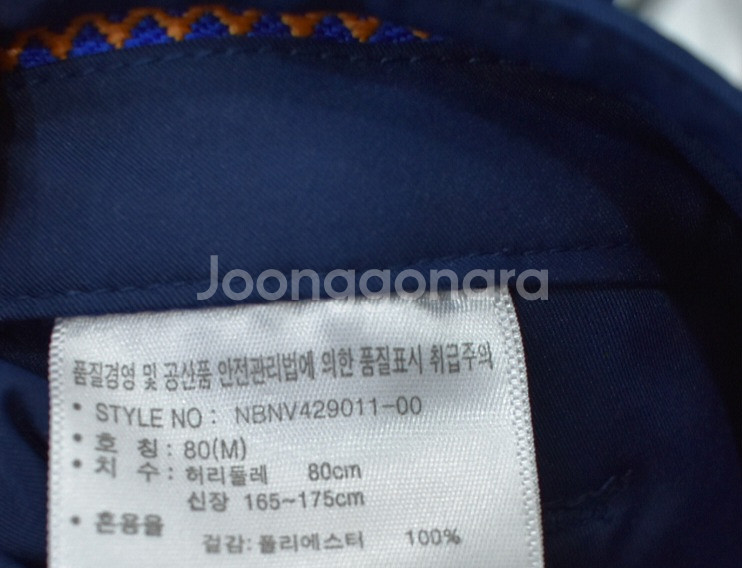 Joonggonara
품질경영 및 공산품 안전관리법에 의한 품질표시 취급주의
• STYLE NO : NBNV429011-00
• 호 칭 : 80(M)
• 치 수 : 허리둘레 80cm
신장 165~175cm
• 혼용율
겉감:폴리에스터 100%